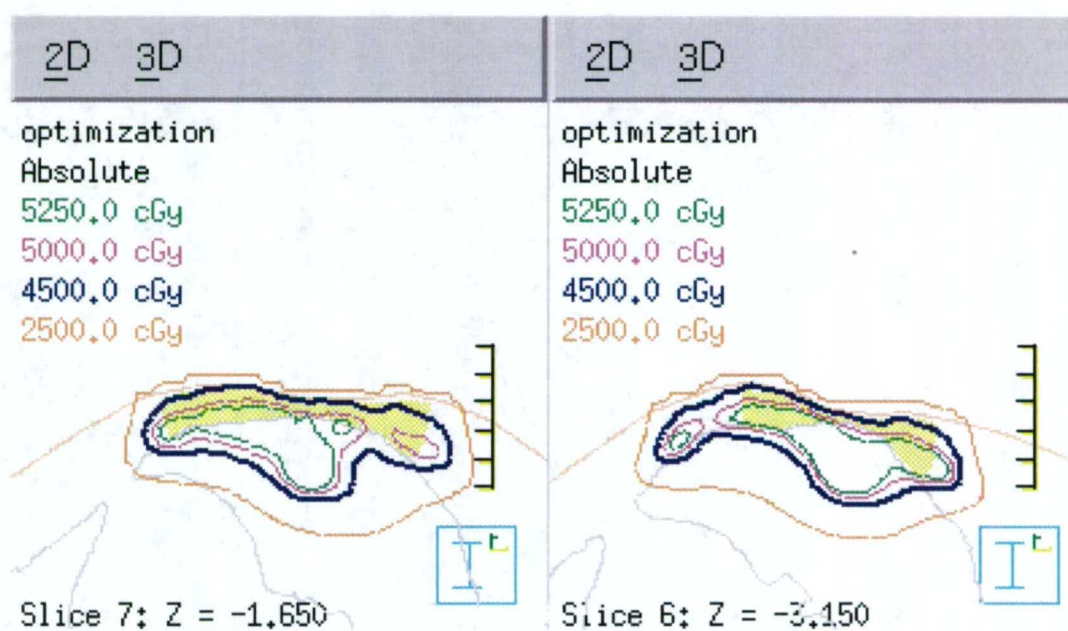 2D 3D
optimization
Absolute
5250.0 cGy
5000.0 cGy
4500.0 cGy
2500.0 cGy
Slice 7: Z = -1.650
2D 3D
optimization
Absolute
5250.0 cGy
5000.0 cGy
4500.0 cGy
2500.0 cGy
Slice 6: Z = -3.150